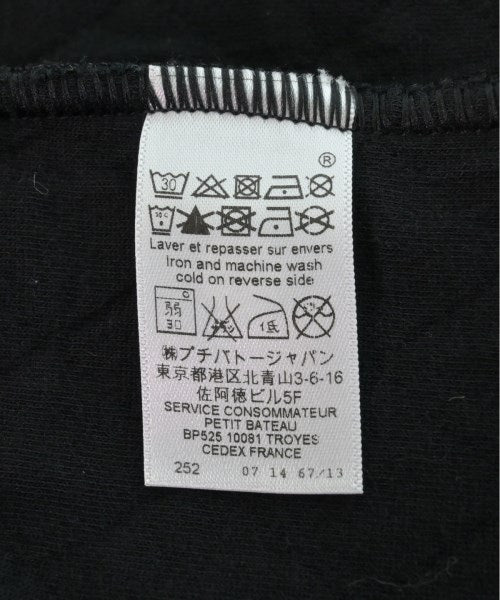 ®
30
Laver et repasser sur envers
Iron and machine wash
cold on reverse side
弱
30
低
㈱プチバトージャパン
東京都港区北青山3-6-16
佐阿徳ビル5F
SERVICE CONSOMMATEUR
PETIT BATEAU
BP525 10081 TROYES
CEDEX FRANCE
252 07 14 67/13